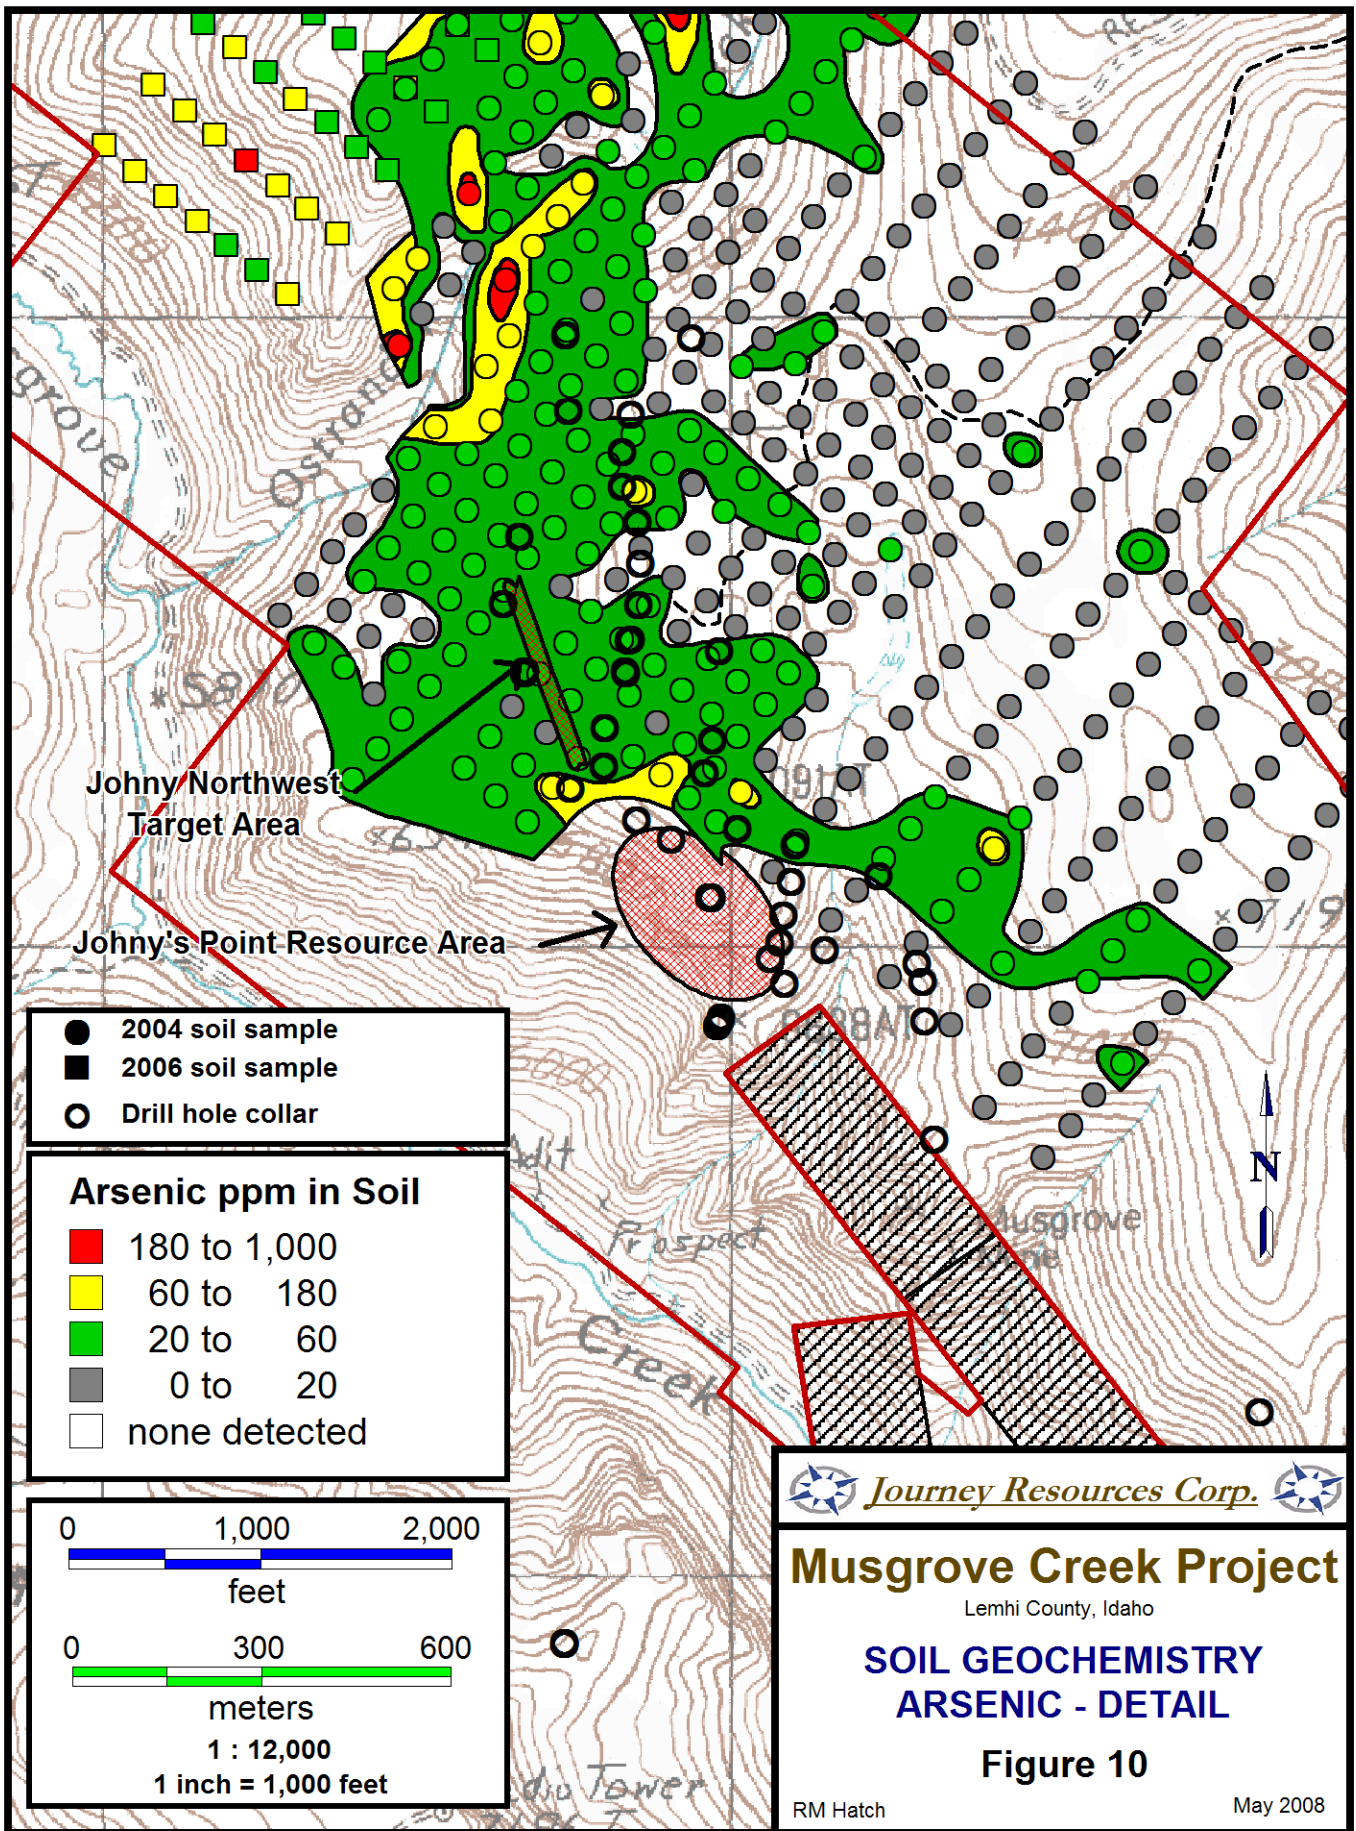 Ostrand
grove
Johny Northwest
Target Area
Johny's Point Resource Area
2004 soil sample
2006 soil sample
Drill hole collar
Arsenic ppm in Soil
180 to 1,000
60 to 180
20 to 60
0 to 20
none detected
Prospect
Musgrove
Creek
N
0 1,000 2,000
feet
0 300 600
meters
1 : 12,000
1 inch = 1,000 feet
Tower
Journey Resources Corp.
Musgrove Creek Project
Lemhi County, Idaho
SOIL GEOCHEMISTRY
ARSENIC - DETAIL
Figure 10
RM Hatch
May 2008